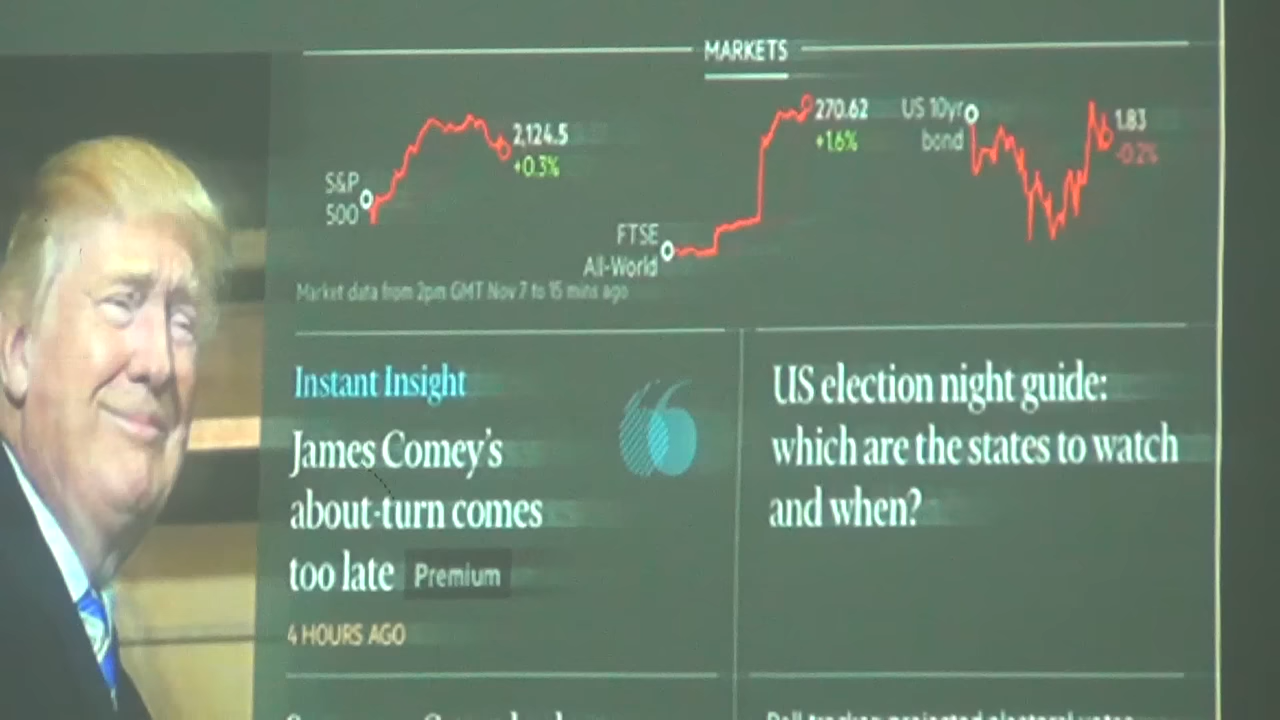 MARKETS
S&P
500
2,124.5
+0.3%
FTSE
All-World
270.62
+1.6%
US 10yr
bond
1.83
-0.2%
Market data from 2pm GMT Nov 7 to 15 mins ago
Instant Insight
James Comey's
about-turn comes
too late Premium
4 HOURS AGO
US election night guide:
which are the states to watch
and when?